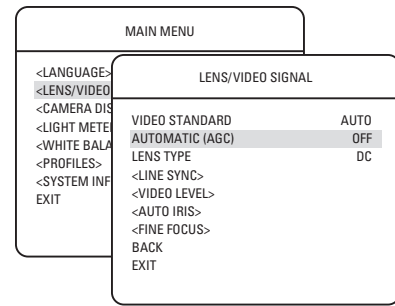 MAIN MENU
<LANGUAGE>
<LENS/VIDEO
<CAMERA DIS
<LIGHT METE
<WHITE BALA
<PROFILES>
<SYSTEM INF
EXIT
LENS/VIDEO SIGNAL
VIDEO STANDARD AUTO
AUTOMATIC (AGC) OFF
LENS TYPE DC
<LINE SYNC>
<VIDEO LEVEL>
<AUTO IRIS>
<FINE FOCUS>
BACK
EXIT